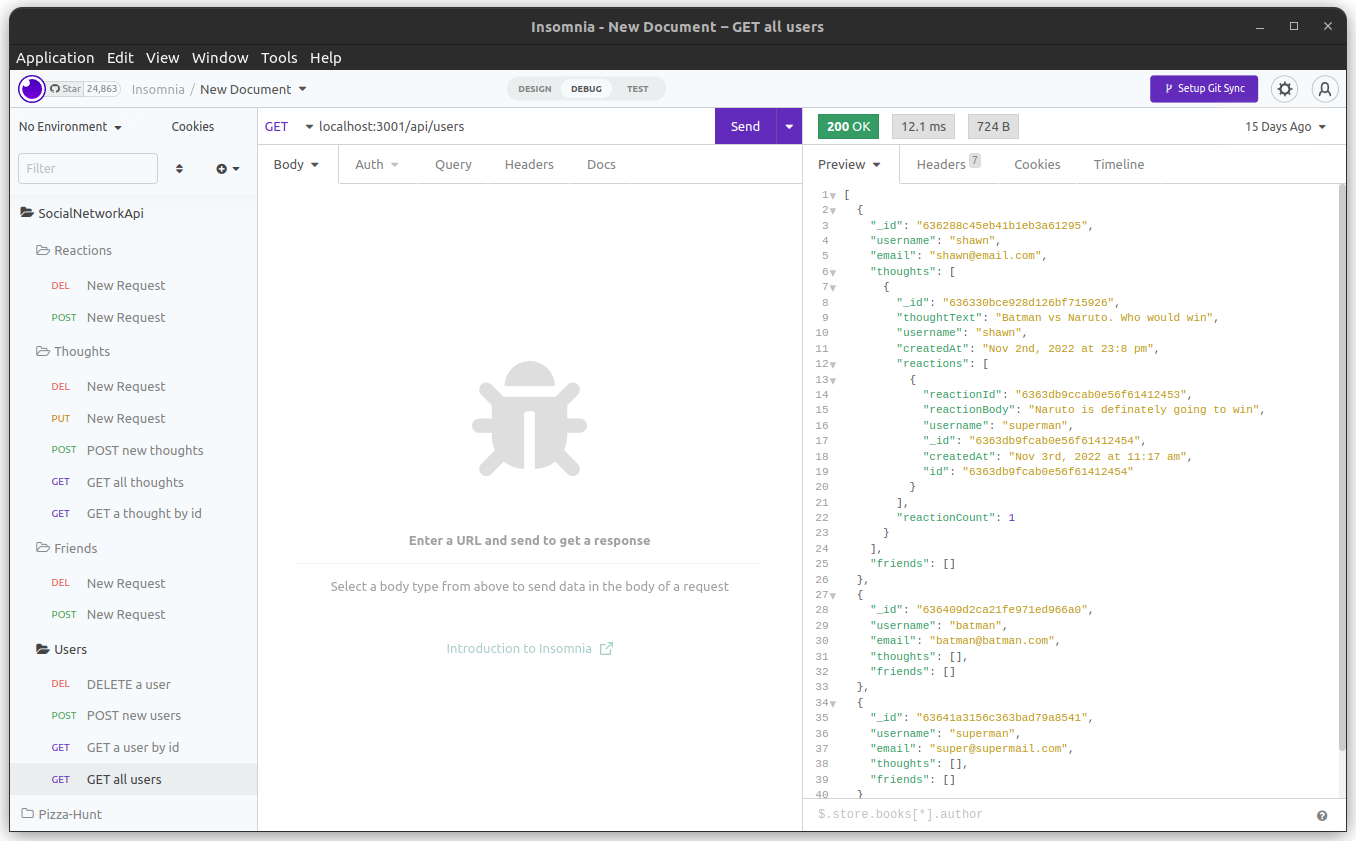 Insomnia - New Document – GET all users
Application Edit View Window Tools Help
Star 24,863 Insomnia / New Document DESIGN DEBUG TEST Setup Git Sync
No Environment Cookies
Filter
SocialNetworkApi
Reactions
DEL New Request
POST New Request
Thoughts
DEL New Request
PUT New Request
POST POST new thoughts
GET GET all thoughts
GET GET a thought by id
Friends
DEL New Request
POST New Request
Users
DEL DELETE a user
POST POST new users
GET GET a user by id
GET GET all users
Pizza-Hunt
GET localhost:3001/api/users Send
Body Auth Query Headers Docs
Enter a URL and send to get a response
Select a body type from above to send data in the body of a request
Introduction to Insomnia
200 OK 12.1 ms 724 B 15 Days Ago
Preview Headers 7 Cookies Timeline
1 [
2 {
3 "_id": "636288c45eb41b1eb3a61295",
4 "username": "shawn",
5 "email": "shawn@email.com",
6 "thoughts": [
7 {
8 "_id": "636330bce928d126bf715926",
9 "thoughtText": "Batman vs Naruto. Who would win",
10 "username": "shawn",
11 "createdAt": "Nov 2nd, 2022 at 23:8 pm",
12 "reactions": [
13 {
14 "reactionId": "6363db9ccab0e56f61412453",
15 "reactionBody": "Naruto is definately going to win",
16 "username": "superman",
17 "_id": "6363db9fcab0e56f61412454",
18 "createdAt": "Nov 3rd, 2022 at 11:17 am",
19 "id": "6363db9fcab0e56f61412454"
20 }
21 ],
22 "reactionCount": 1
23 }
24 ],
25 "friends": []
26 },
27 {
28 "_id": "636409d2ca21fe971ed966a0",
29 "username": "batman",
30 "email": "batman@batman.com",
31 "thoughts": [],
32 "friends": []
33 },
34 {
35 "_id": "63641a3156c363bad79a8541",
36 "username": "superman",
37 "email": "super@supermail.com",
38 "thoughts": [],
39 "friends": []
40 }
$.store.books[*].author